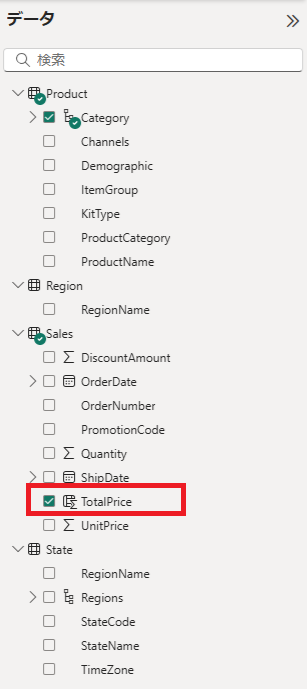 データ
検索
Product
Category
Channels
Demographic
ItemGroup
KitType
ProductCategory
ProductName
Region
RegionName
Sales
DiscountAmount
OrderDate
OrderNumber
PromotionCode
Quantity
ShipDate
TotalPrice
UnitPrice
State
RegionName
Regions
StateCode
StateName
TimeZone